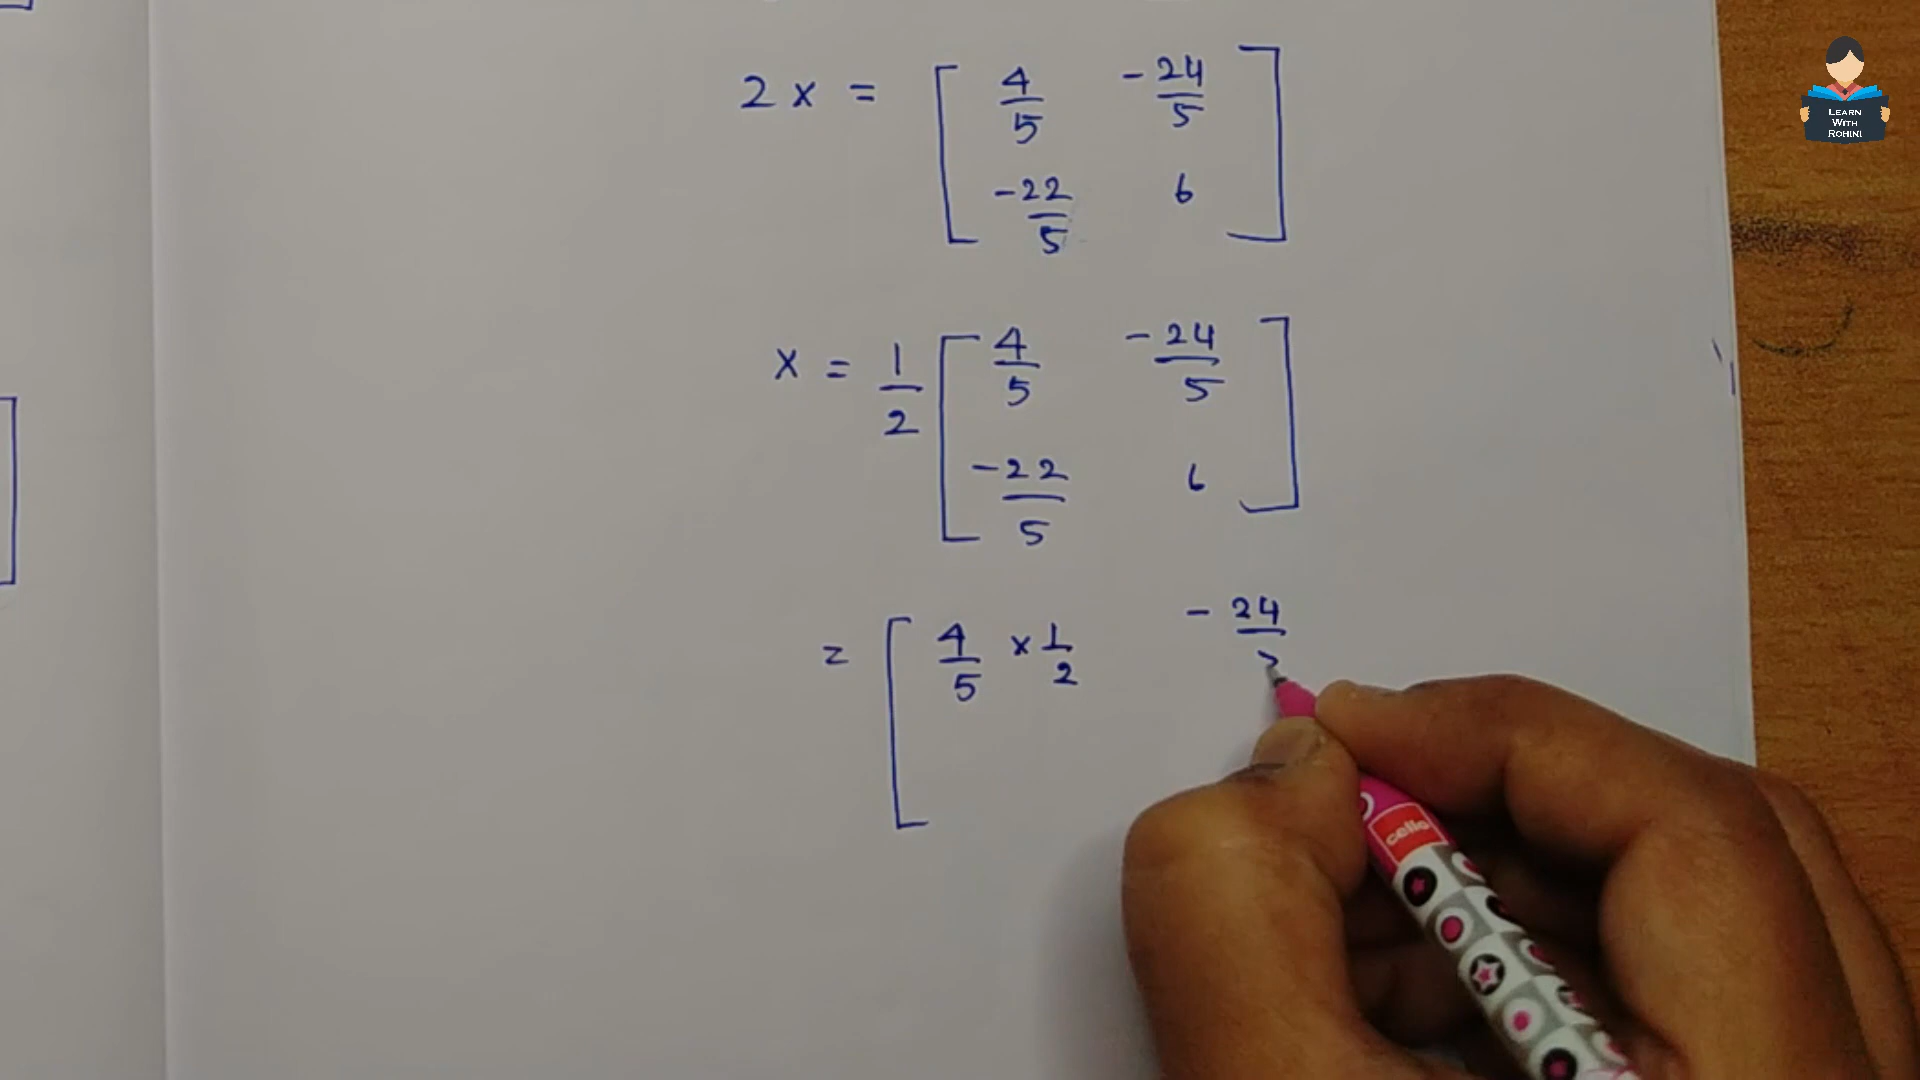 2x = [ 4/5 -24/5
-22/5 6 ]
x = 1/2 [ 4/5 -24/5
-22/5 6 ]
= [ 4/5 × 1/2 -24/
LEARN
WITH
ROHINI
cello